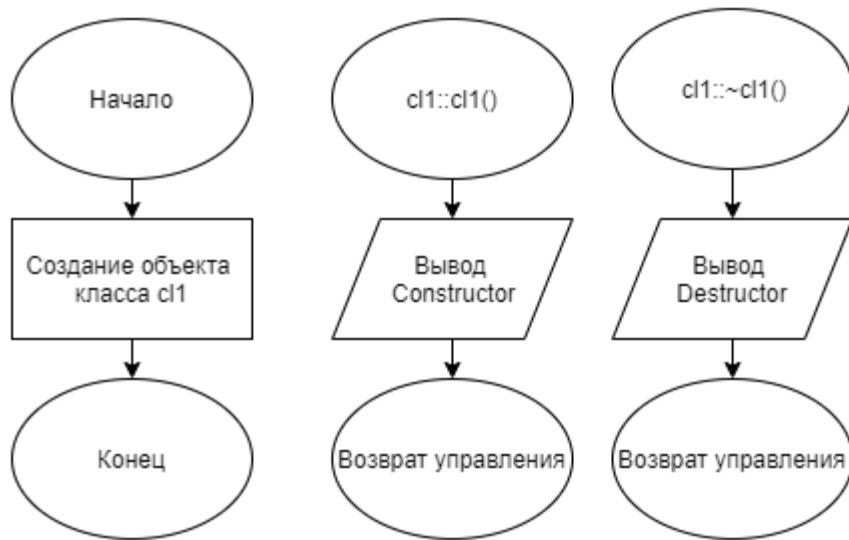 Начало
cl1::cl1()
cl1::~cl1()
Создание объекта
класса cl1
Вывод
Constructor
Вывод
Destructor
Конец
Возврат управления
Возврат управления